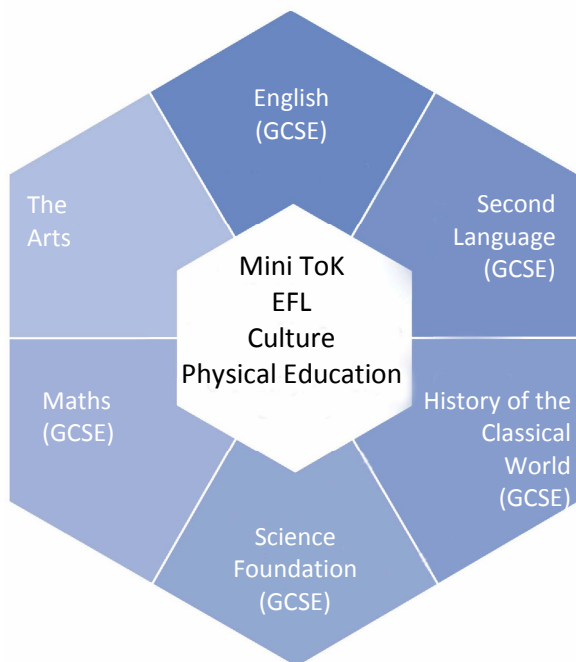 English
(GCSE)
The
Arts
Second
Language
(GCSE)
Mini ToK
EFL
Culture
Physical Education
Maths
(GCSE)
History of the
Classical
World
(GCSE)
Science
Foundation
(GCSE)